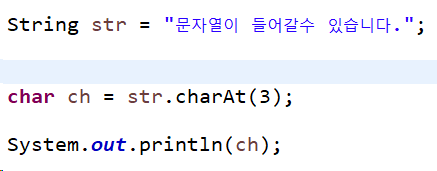 String str = "문자열이 들어갈수 있습니다.";
char ch = str.charAt(3);
System.out.println(ch);